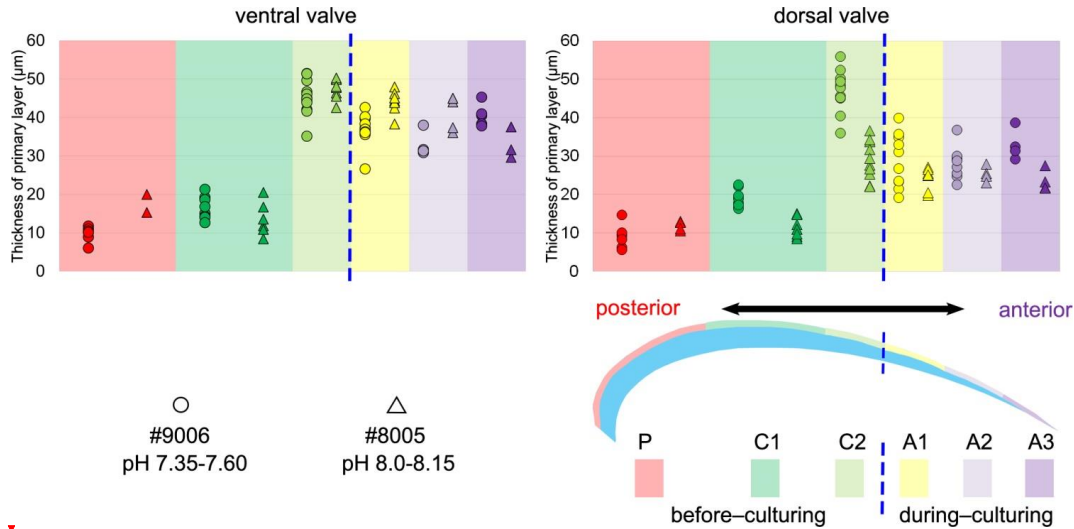 ventral valve
Thickness of primary layer (μm)
60
50
40
30
20
10
0
dorsal valve
Thickness of primary layer (μm)
60
50
40
30
20
10
0
posterior
anterior
#9006
pH 7.35-7.60
#8005
pH 8.0-8.15
P C1 C2 A1 A2 A3
before–culturing during–culturing